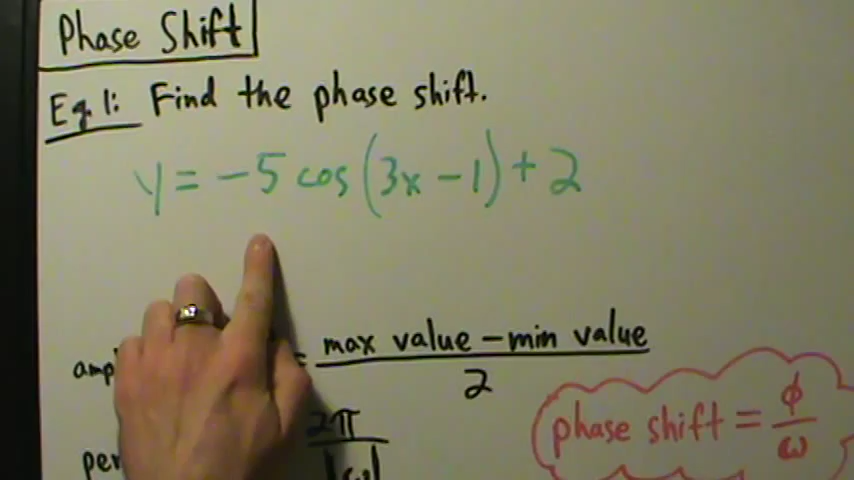 Phase Shift
Eg. 1: Find the phase shift.
y = -5 cos(3x - 1) + 2
= max value - min value / 2
2π / |ω|
phase shift = ϕ / ω